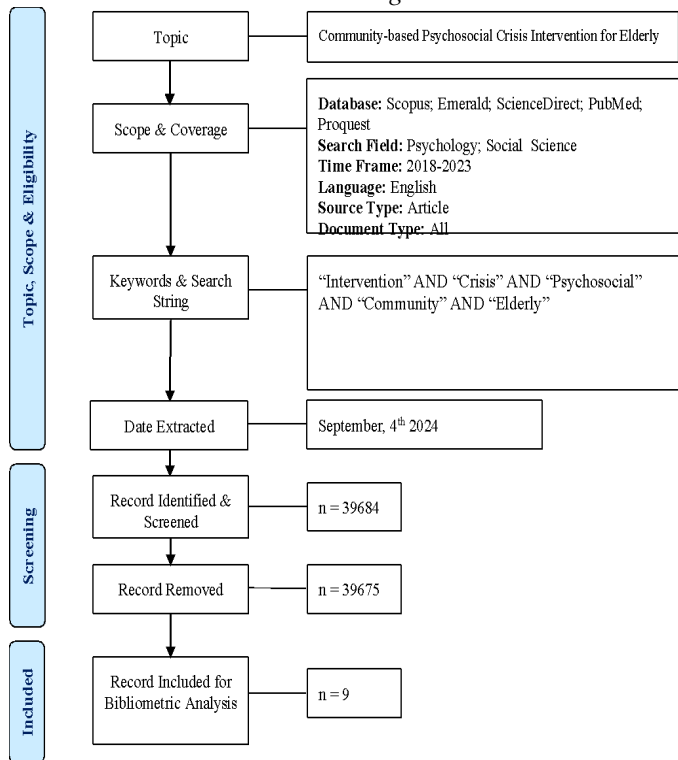 Topic, Scope & Eligibility
Topic
Community-based Psychosocial Crisis Intervention for Elderly
Scope & Coverage
Database: Scopus; Emerald; ScienceDirect; PubMed;
Proquest
Search Field: Psychology; Social Science
Time Frame: 2018-2023
Language: English
Source Type: Article
Document Type: All
Keywords & Search
String
“Intervention” AND “Crisis” AND “Psychosocial”
AND “Community” AND “Elderly”
Date Extracted
September, 4th 2024
Screening
Record Identified &
Screened
n = 39684
Record Removed
n = 39675
Included
Record Included for
Bibliometric Analysis
n = 9